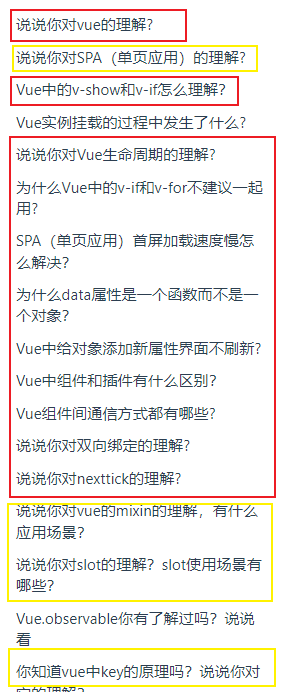 说说你对vue的理解?
说说你对SPA（单页应用）的理解?
Vue中的v-show和v-if怎么理解?
Vue实例挂载的过程中发生了什么?
说说你对Vue生命周期的理解?
为什么Vue中的v-if和v-for不建议一起
用?
SPA（单页应用）首屏加载速度慢怎
么解决?
为什么data属性是一个函数而不是一
个对象?
Vue中给对象添加新属性界面不刷新?
Vue中组件和插件有什么区别?
Vue组件间通信方式都有哪些?
说说你对双向绑定的理解?
说说你对nexttick的理解?
说说你对vue的mixin的理解，有什么
应用场景?
说说你对slot的理解？slot使用场景有
哪些?
Vue.observable你有了解过吗？说说
看
你知道vue中key的原理吗？说说你对
它的理解?